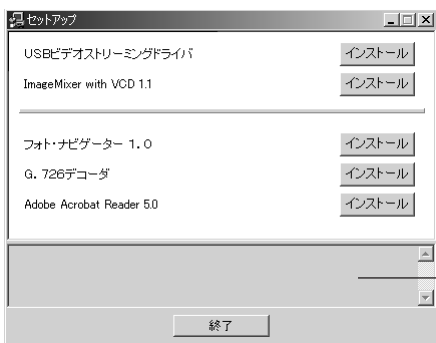 セットアップ
USBビデオストリーミングドライバ インストール
ImageMixer with VCD 1.1 インストール
フォト・ナビゲーター 1.0 インストール
G. 726デコーダ インストール
Adobe Acrobat Reader 5.0 インストール
終了